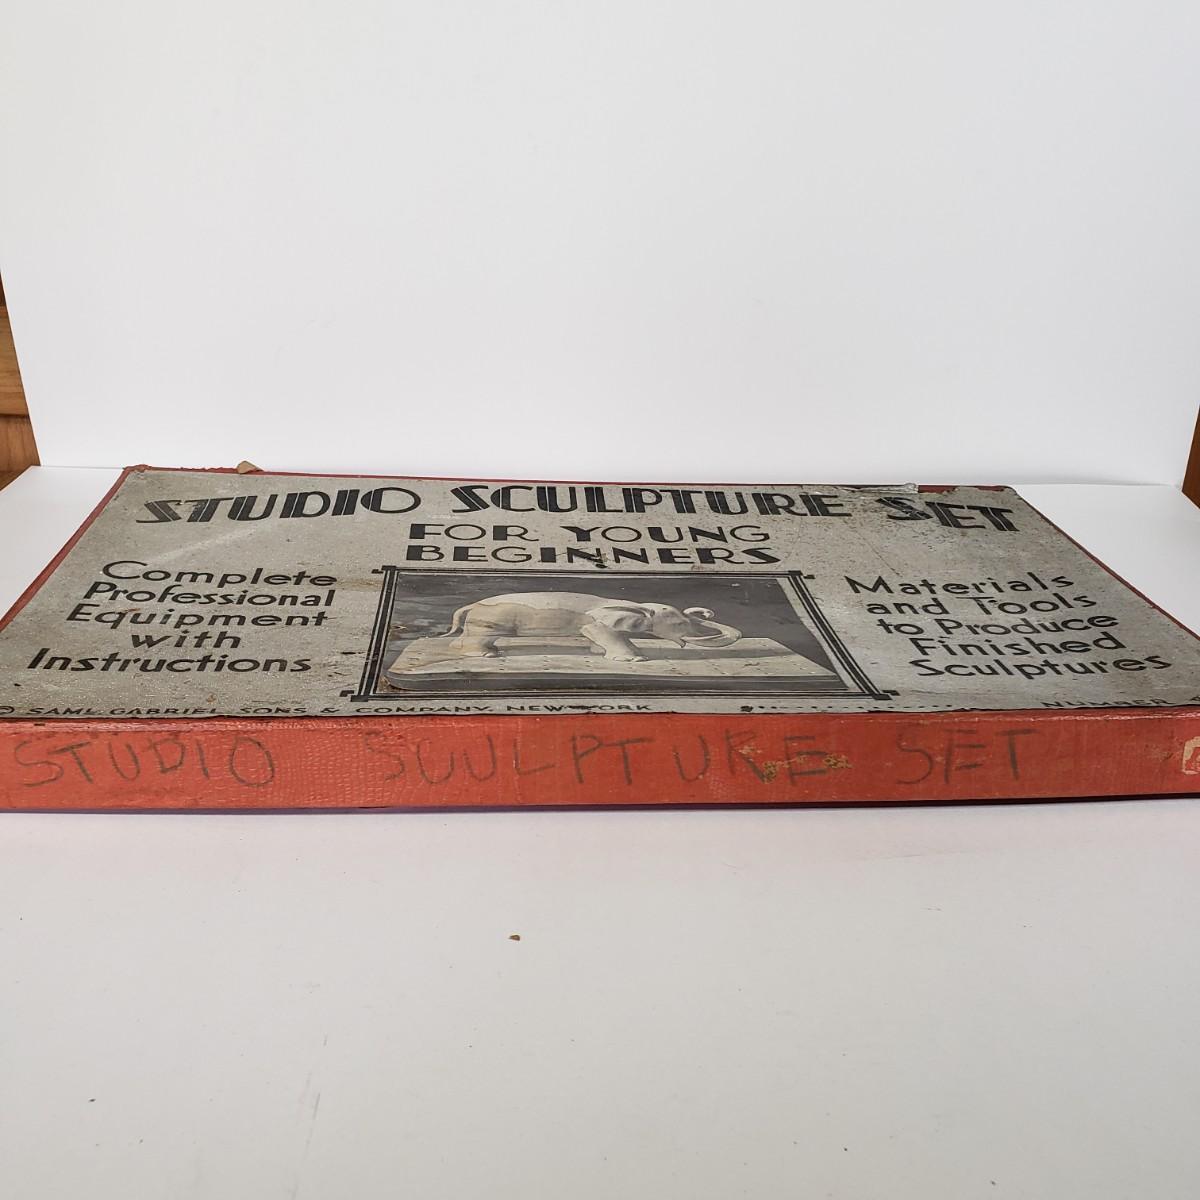 STUDIO SCULPTURE SET
FOR YOUNG
BEGINNERS
Complete
Professional
Equipment
with
Instructions
Materials
and Tools
to Produce
Finished
Sculptures
© SAML. GABRIEL SONS & COMPANY, NEW YORK
NUMBER
STUDIO SCULPTURE SET